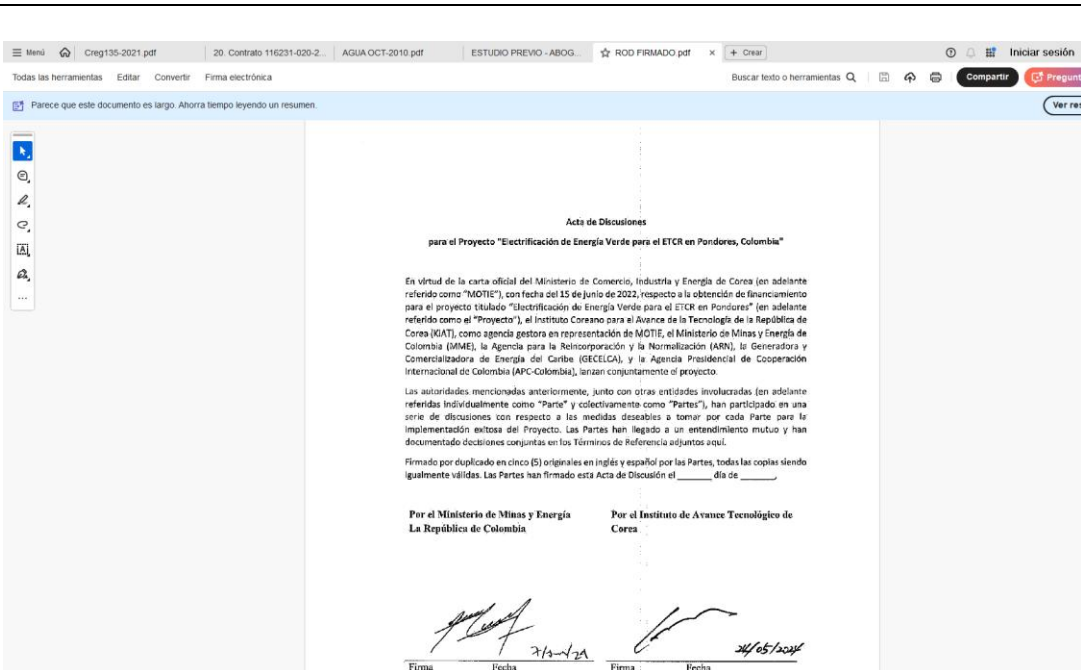 Menú
Creg135-2021.pdf
20. Contrato 116231-020-2...
AGUA OCT-2010.pdf
ESTUDIO PREVIO - ABOG...
ROD FIRMADO.pdf
×
+ Crear
Iniciar sesión
Todas las herramientas Editar Convertir Firma electrónica
Buscar texto o herramientas
Compartir
Pregunt
Parece que este documento es largo. Ahorra tiempo leyendo un resumen.
Ver res
Acta de Discusiones
para el Proyecto "Electrificación de Energía Verde para el ETCR en Pondores, Colombia"
En virtud de la carta oficial del Ministerio de Comercio, Industria y Energía de Corea (en adelante
referido como "MOTIE"), con fecha del 15 de junio de 2022, respecto a la obtención de financiamiento
para el proyecto titulado "Electrificación de Energía Verde para el ETCR en Pondores" (en adelante
referido como el "Proyecto"), el Instituto Coreano para el Avance de la Tecnología de la República de
Corea (KIAT), como agencia gestora en representación de MOTIE, el Ministerio de Minas y Energía de
Colombia (MME), la Agencia para la Reincorporación y la Normalización (ARN), la Generadora y
Comercializadora de Energía del Caribe (GECELCA), y la Agencia Presidencial de Cooperación
Internacional de Colombia (APC-Colombia), lanzan conjuntamente el proyecto.
Las autoridades mencionadas anteriormente, junto con otras entidades involucradas (en adelante
referidas individualmente como "Parte" y colectivamente como "Partes"), han participado en una
serie de discusiones con respecto a las medidas deseables a tomar por cada Parte para la
implementación exitosa del Proyecto. Las Partes han llegado a un entendimiento mutuo y han
documentado decisiones conjuntas en los Términos de Referencia adjuntos aquí.
Firmado por duplicado en cinco (5) originales en inglés y español por las Partes, todas las copias siendo
igualmente válidas. Las Partes han firmado esta Acta de Discusión el ______ día de ______,
Por el Ministerio de Minas y Energía
La República de Colombia
Por el Instituto de Avance Tecnológico de
Corea
24/05/2024
Firma Fecha
Firma Fecha